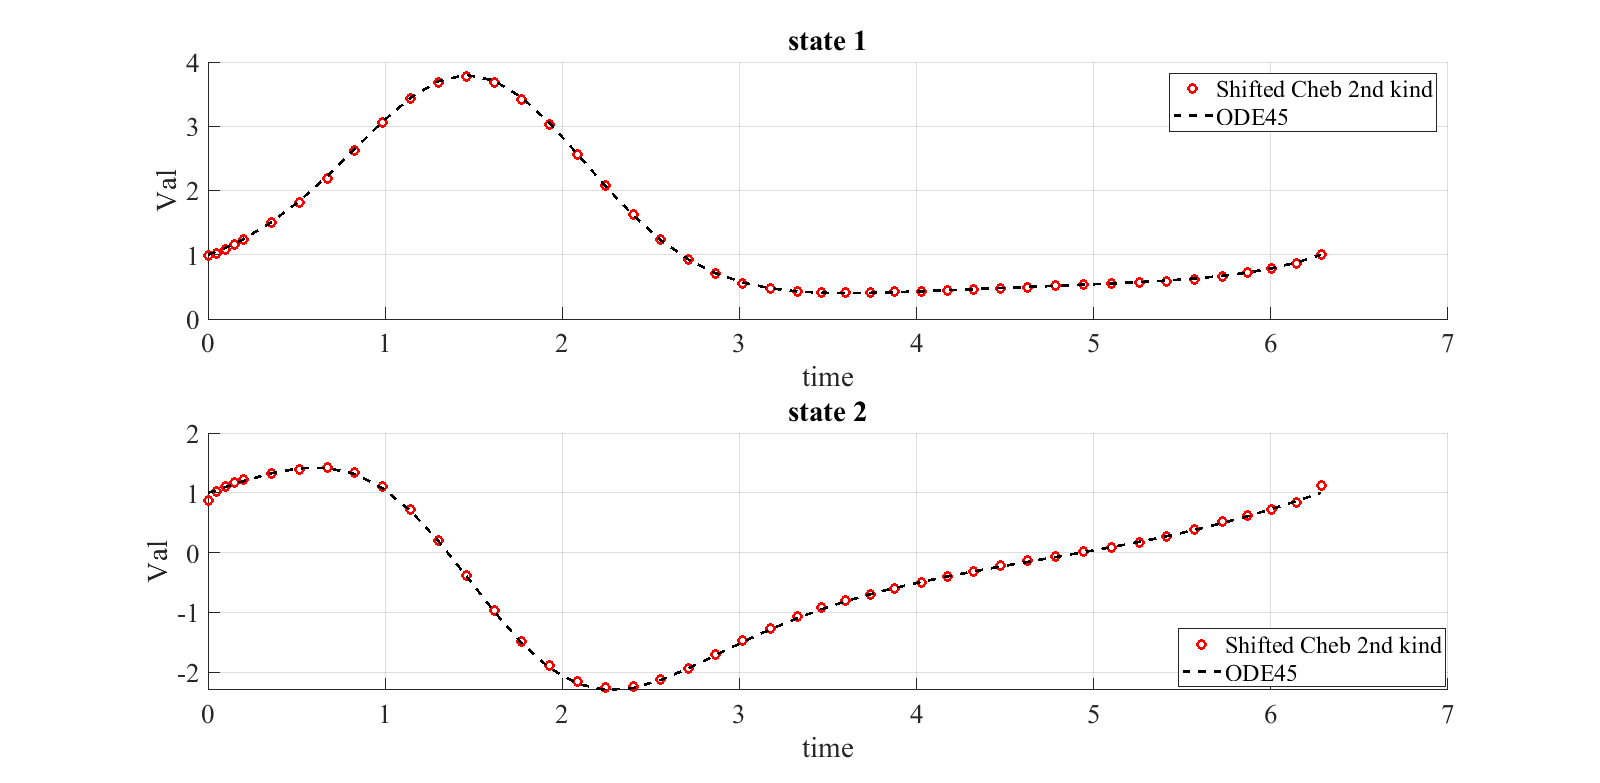 state 1
4
3
2
1
0
Val
Shifted Cheb 2nd kind
ODE45
0 1 2 3 4 5 6 7
time
state 2
2
1
0
-1
-2
Val
Shifted Cheb 2nd kind
ODE45
0 1 2 3 4 5 6 7
time